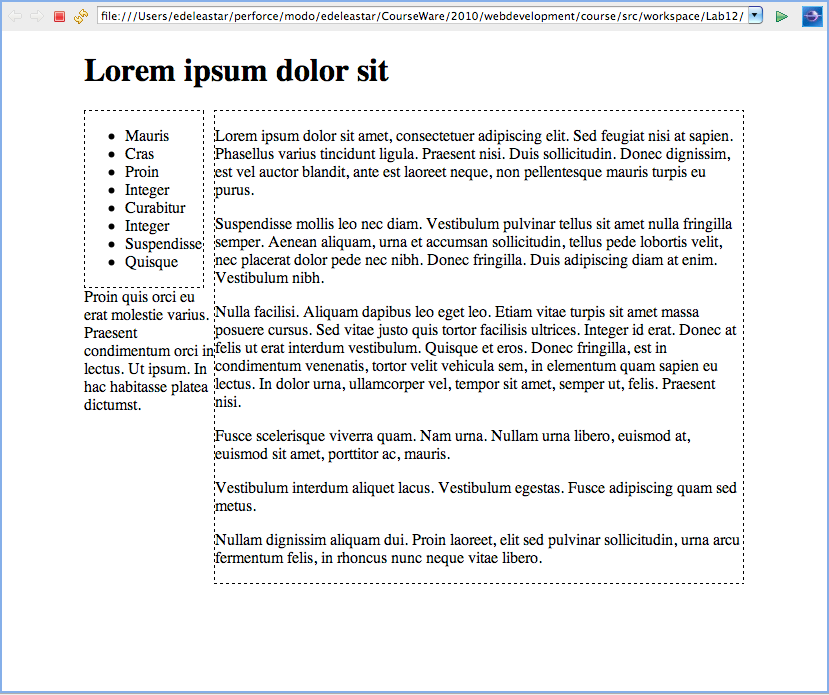 file:///Users/edeleastar/perforce/modo/edeleastar/CourseWare/2010/webdevelopment/course/src/workspace/Lab12/
Lorem ipsum dolor sit
Mauris
Cras
Proin
Integer
Curabitur
Integer
Suspendisse
Quisque
Proin quis orci eu
erat molestie varius.
Praesent
condimentum orci in
lectus. Ut ipsum. In
hac habitasse platea
dictumst.
Lorem ipsum dolor sit amet, consectetuer adipiscing elit. Sed feugiat nisi at sapien.
Phasellus varius tincidunt ligula. Praesent nisi. Duis sollicitudin. Donec dignissim,
est vel auctor blandit, ante est laoreet neque, non pellentesque mauris turpis eu
purus.
Suspendisse mollis leo nec diam. Vestibulum pulvinar tellus sit amet nulla fringilla
semper. Aenean aliquam, urna et accumsan sollicitudin, tellus pede lobortis velit,
nec placerat dolor pede nec nibh. Donec fringilla. Duis adipiscing diam at enim.
Vestibulum nibh.
Nulla facilisi. Aliquam dapibus leo eget leo. Etiam vitae turpis sit amet massa
posuere cursus. Sed vitae justo quis tortor facilisis ultrices. Integer id erat. Donec at
felis ut erat interdum vestibulum. Quisque et eros. Donec fringilla, est in
condimentum venenatis, tortor velit vehicula sem, in elementum quam sapien eu
lectus. In dolor urna, ullamcorper vel, tempor sit amet, semper ut, felis. Praesent
nisi.
Fusce scelerisque viverra quam. Nam urna. Nullam urna libero, euismod at,
euismod sit amet, porttitor ac, mauris.
Vestibulum interdum aliquet lacus. Vestibulum egestas. Fusce adipiscing quam sed
metus.
Nullam dignissim aliquam dui. Proin laoreet, elit sed pulvinar sollicitudin, urna arcu
fermentum felis, in rhoncus nunc neque vitae libero.